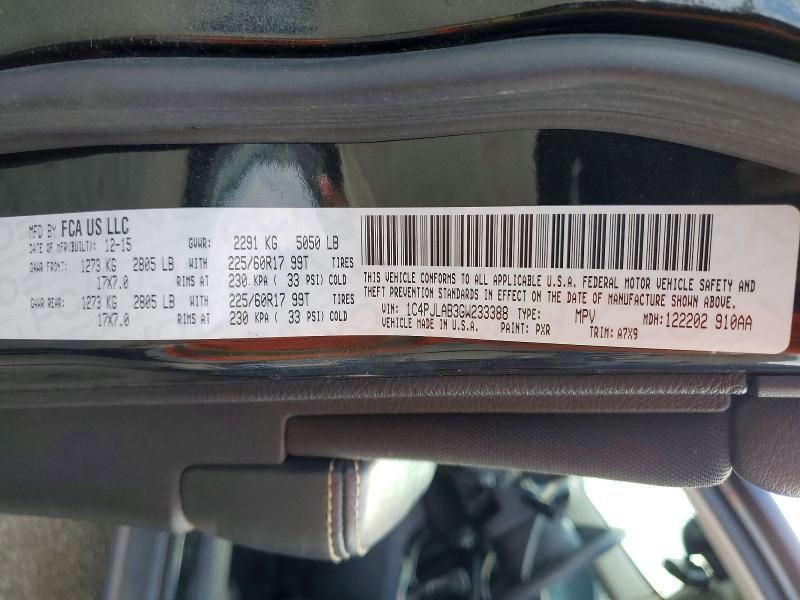 MFD BY FCA US LLC
DATE OF MFR(BUILT): 12-15 GVWR: 2291 KG 5050 LB
GAWR FRONT: 1273 KG 2805 LB WITH 225/60R17 99T TIRES
17X7.0 RIMS AT 230 KPA ( 33 PSI) COLD
GAWR REAR: 1273 KG 2805 LB WITH 225/60R17 99T TIRES
17X7.0 RIMS AT 230 KPA ( 33 PSI) COLD
THIS VEHICLE CONFORMS TO ALL APPLICABLE U.S.A. FEDERAL MOTOR VEHICLE SAFETY AND
THEFT PREVENTION STANDARDS IN EFFECT ON THE DATE OF MANUFACTURE SHOWN ABOVE.
VIN: 1C4PJLAB3GW233388 TYPE: MPV MDH: 122202 910AA
VEHICLE MADE IN U.S.A. PAINT: PXR TRIM: A7X9